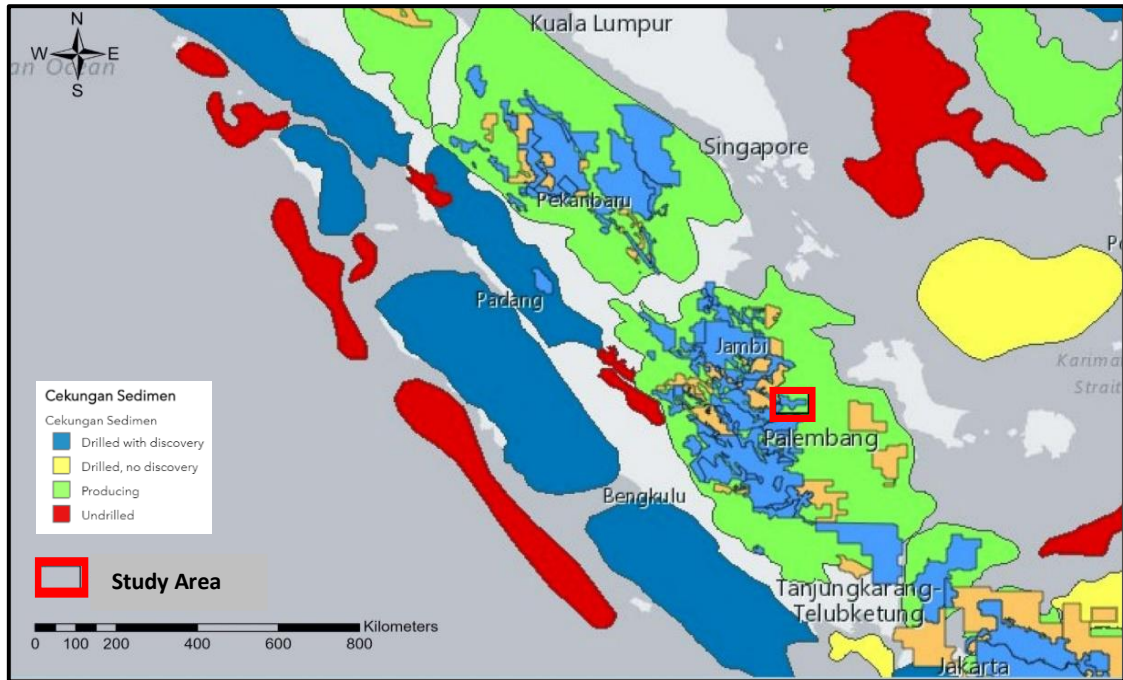 Kuala Lumpur
N
W E
S
an Ocean
Singapore
Pekanbaru
Padang
Jambi
Karima
Strait
Palembang
Bengkulu
Tanjungkarang-
Telubketung
Jakarta
Cekungan Sedimen
Cekungan Sedimen
Drilled with discovery
Drilled, no discovery
Producing
Undrilled
Study Area
Kilometers
0 100 200 400 600 800